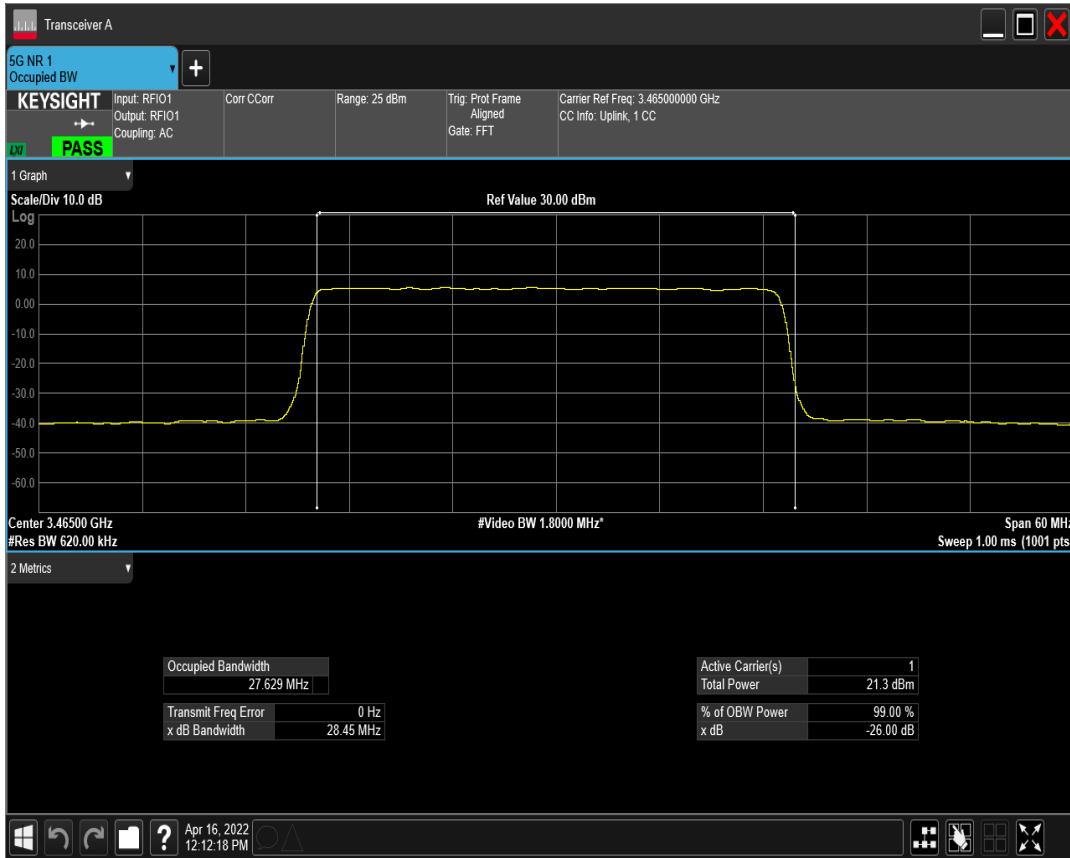 Transceiver A
5G NR 1
Occupied BW
KEYSIGHT
Input: RFIO1
Output: RFIO1
Coupling: AC
Corr CCorr
Range: 25 dBm
Trig: Prot Frame
Aligned
Gate: FFT
Carrier Ref Freq: 3.465000000 GHz
CC Info: Uplink, 1 CC
LXI
PASS
1 Graph
Scale/Div 10.0 dB
Ref Value 30.00 dBm
Log
20.0
10.0
0.00
-10.0
-20.0
-30.0
-40.0
-50.0
-60.0
Center 3.46500 GHz
#Video BW 1.8000 MHz*
Span 60 MHz
#Res BW 620.00 kHz
Sweep 1.00 ms (1001 pts
2 Metrics
Occupied Bandwidth
27.629 MHz
Transmit Freq Error 0 Hz
x dB Bandwidth 28.45 MHz
Active Carrier(s) 1
Total Power 21.3 dBm
% of OBW Power 99.00 %
x dB -26.00 dB
?
Apr 16, 2022
12:12:18 PM